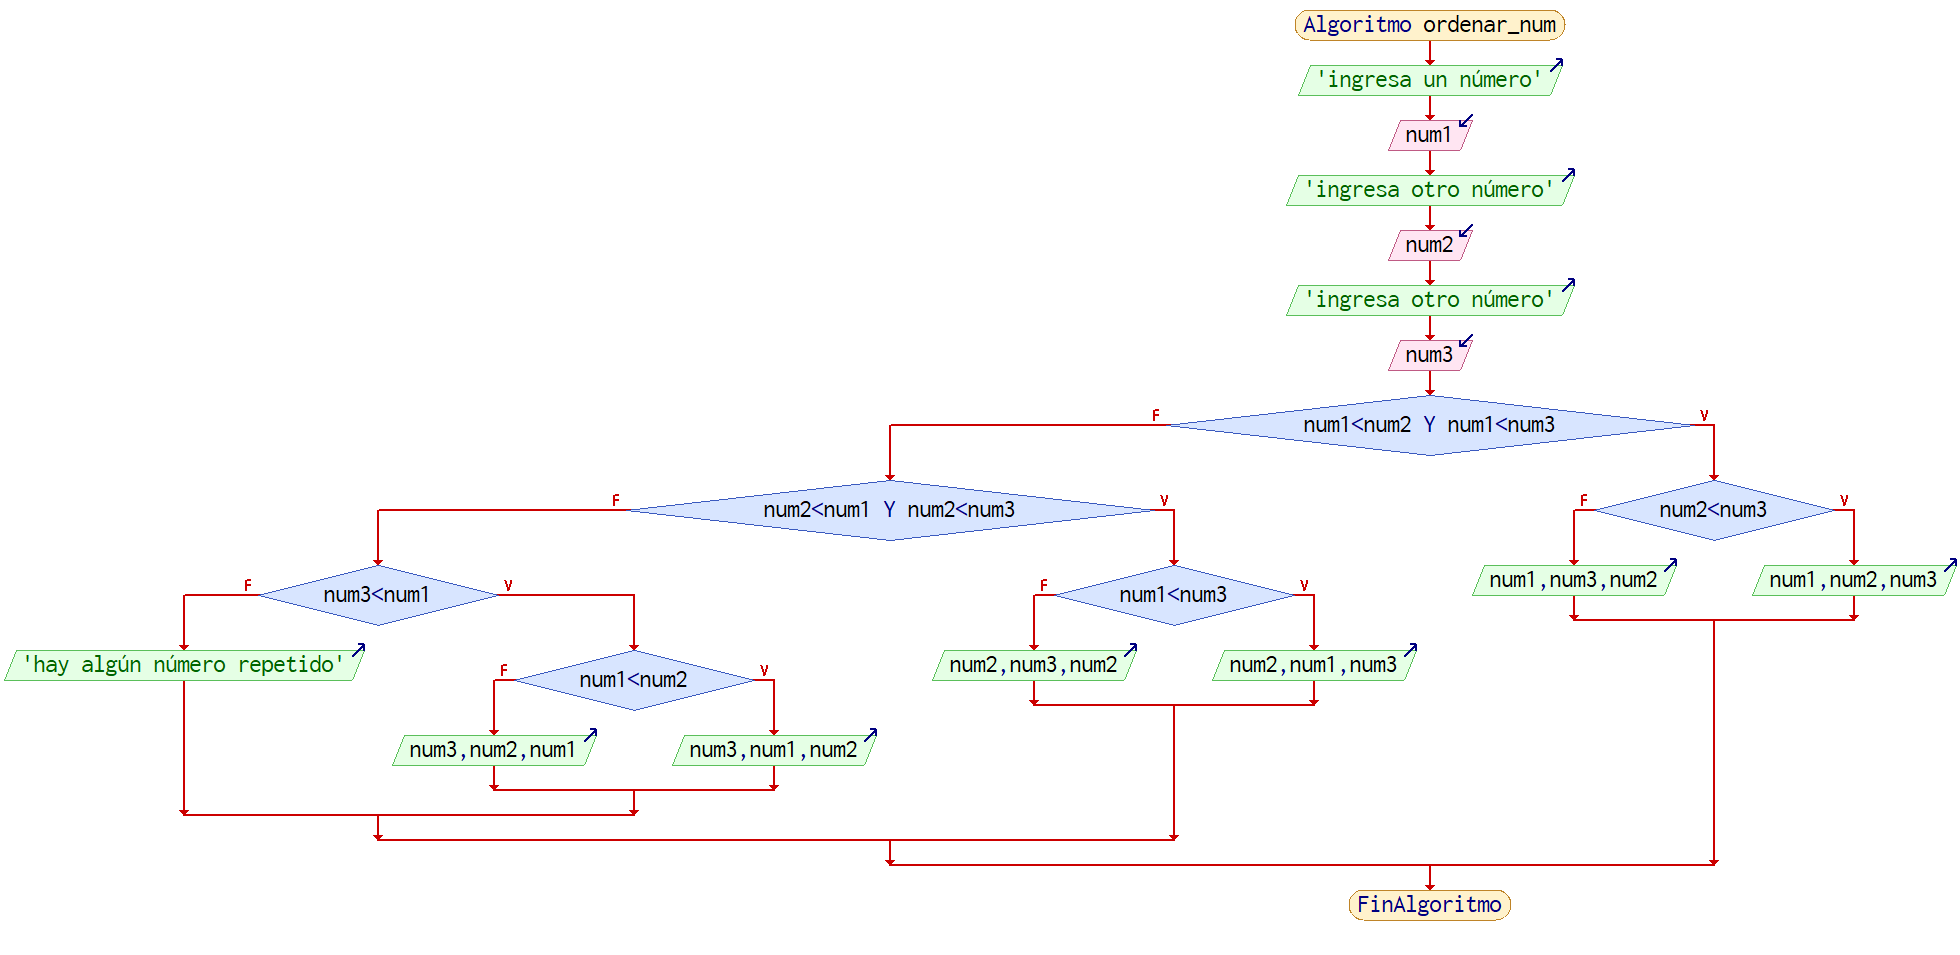 Algoritmo ordenar_num
'ingresa un número'
num1
'ingresa otro número'
num2
'ingresa otro número'
num3
F
num1<num2 Y num1<num3
V
F
num2<num1 Y num2<num3
V
F
num2<num3
V
F
num3<num1
V
F
num1<num3
V
num1,num3,num2
num1,num2,num3
'hay algún número repetido'
F
num1<num2
V
num2,num3,num2
num2,num1,num3
num3,num2,num1
num3,num1,num2
FinAlgoritmo